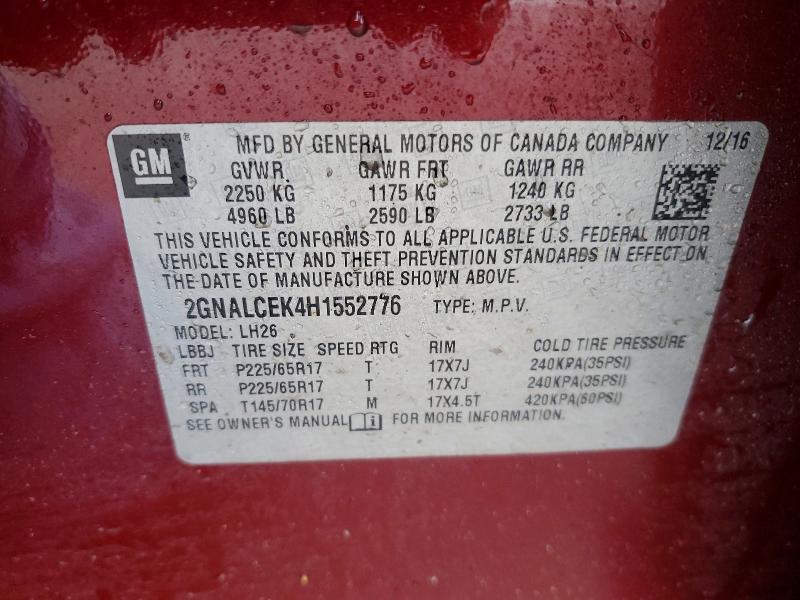 GM ® MFD BY GENERAL MOTORS OF CANADA COMPANY 12/16
GVWR GAWR FRT GAWR RR
2250 KG 1175 KG 1240 KG
4960 LB 2590 LB 2733 LB
THIS VEHICLE CONFORMS TO ALL APPLICABLE U.S. FEDERAL MOTOR
VEHICLE SAFETY AND THEFT PREVENTION STANDARDS IN EFFECT ON
THE DATE OF MANUFACTURE SHOWN ABOVE.
2GNALCEK4H1552776 TYPE: M.P.V.
MODEL: LH26
LBBJ TIRE SIZE SPEED RTG RIM COLD TIRE PRESSURE
FRT P225/65R17 T 17X7J 240KPA(35PSI)
RR P225/65R17 T 17X7J 240KPA(35PSI)
SPA T145/70R17 M 17X4.5T 420KPA(60PSI)
SEE OWNER'S MANUAL i FOR MORE INFORMATION.